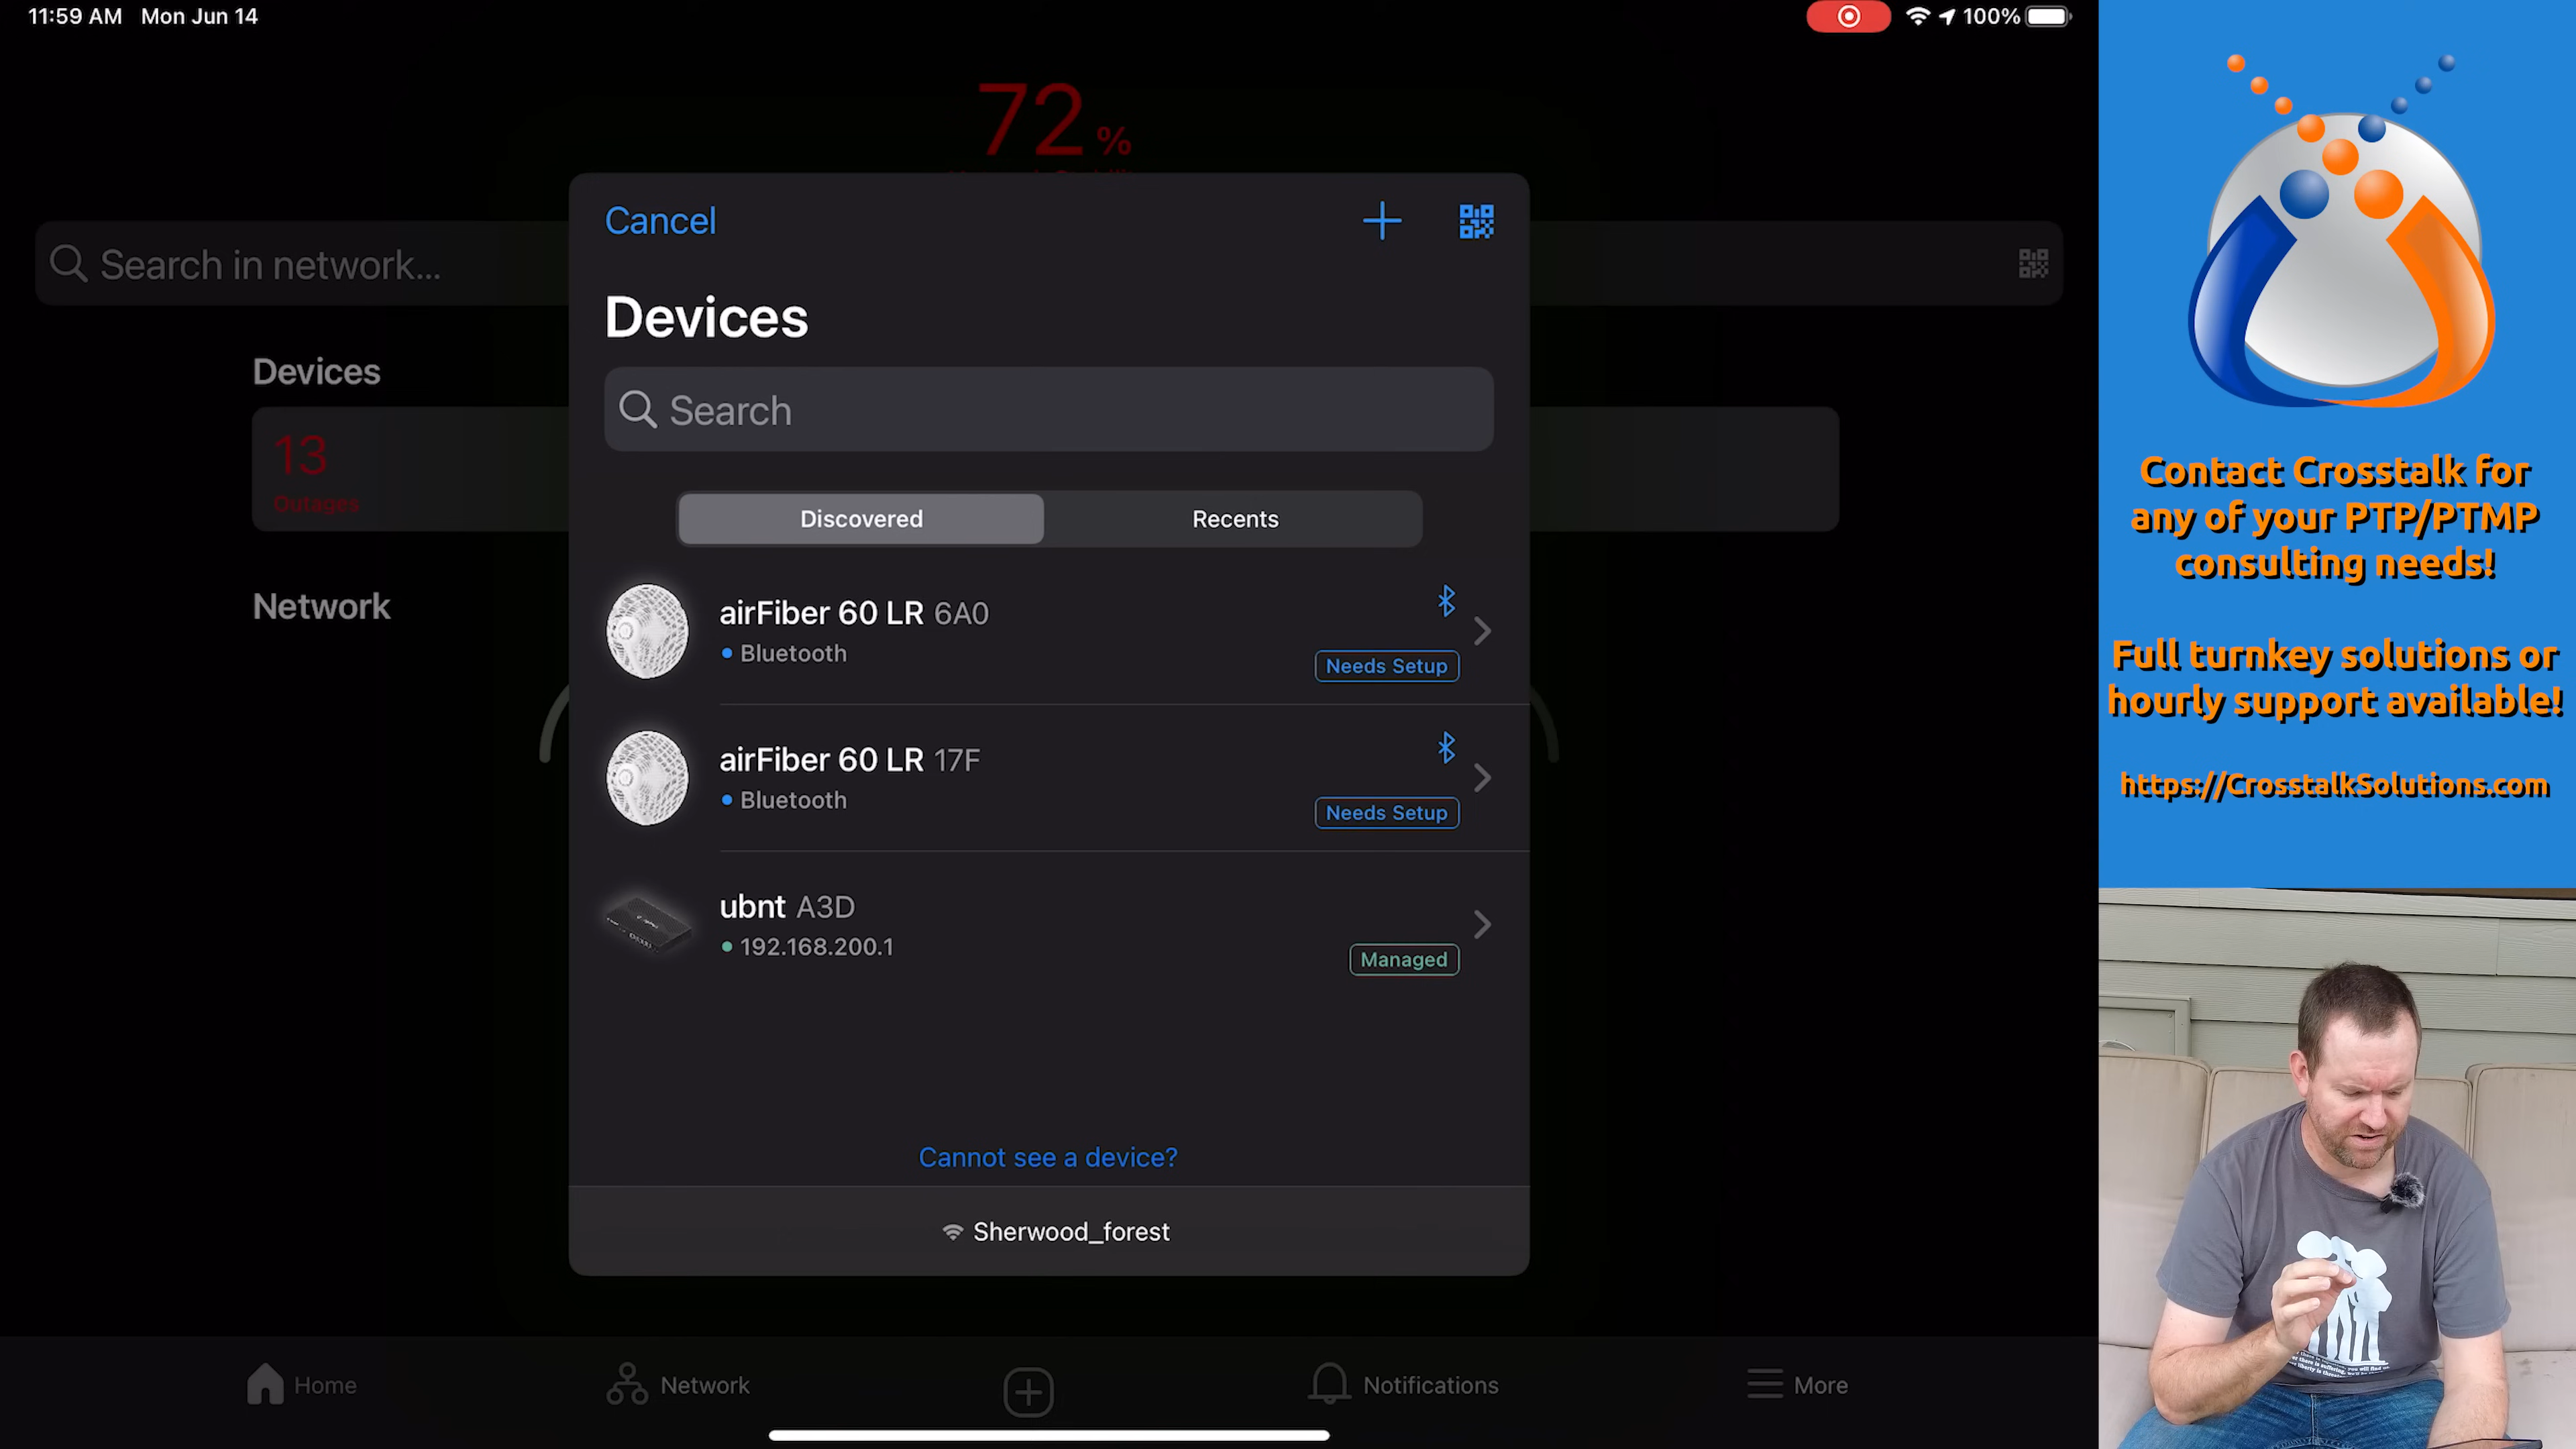 11:59 AM Mon Jun 14
100%
72 %
Cancel
Search in network...
Devices
Devices
Search
13
Outages
Discovered
Recents
Network
airFiber 60 LR 6A0
Bluetooth
Needs Setup
airFiber 60 LR 17F
Bluetooth
Needs Setup
ubnt A3D
192.168.200.1
Managed
Cannot see a device?
Sherwood_forest
Home
Network
Notifications
More
Contact Crosstalk for
any of your PTP/PTMP
consulting needs!
Full turnkey solutions or
hourly support available!
https://CrosstalkSolutions.com